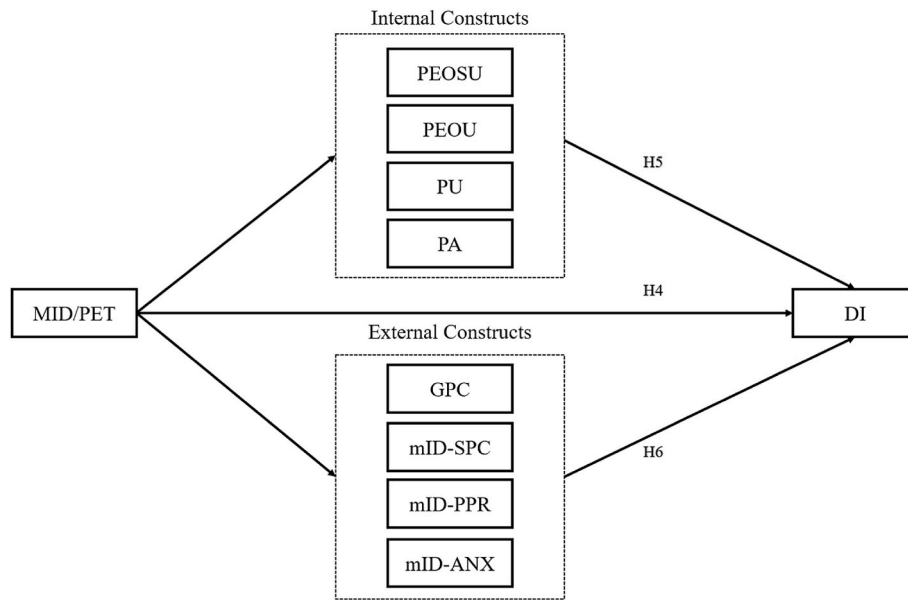 Internal Constructs
PEOSU
PEOU
PU
PA
H5
MID/PET
H4
DI
External Constructs
GPC
mID-SPC
mID-PPR
mID-ANX
H6